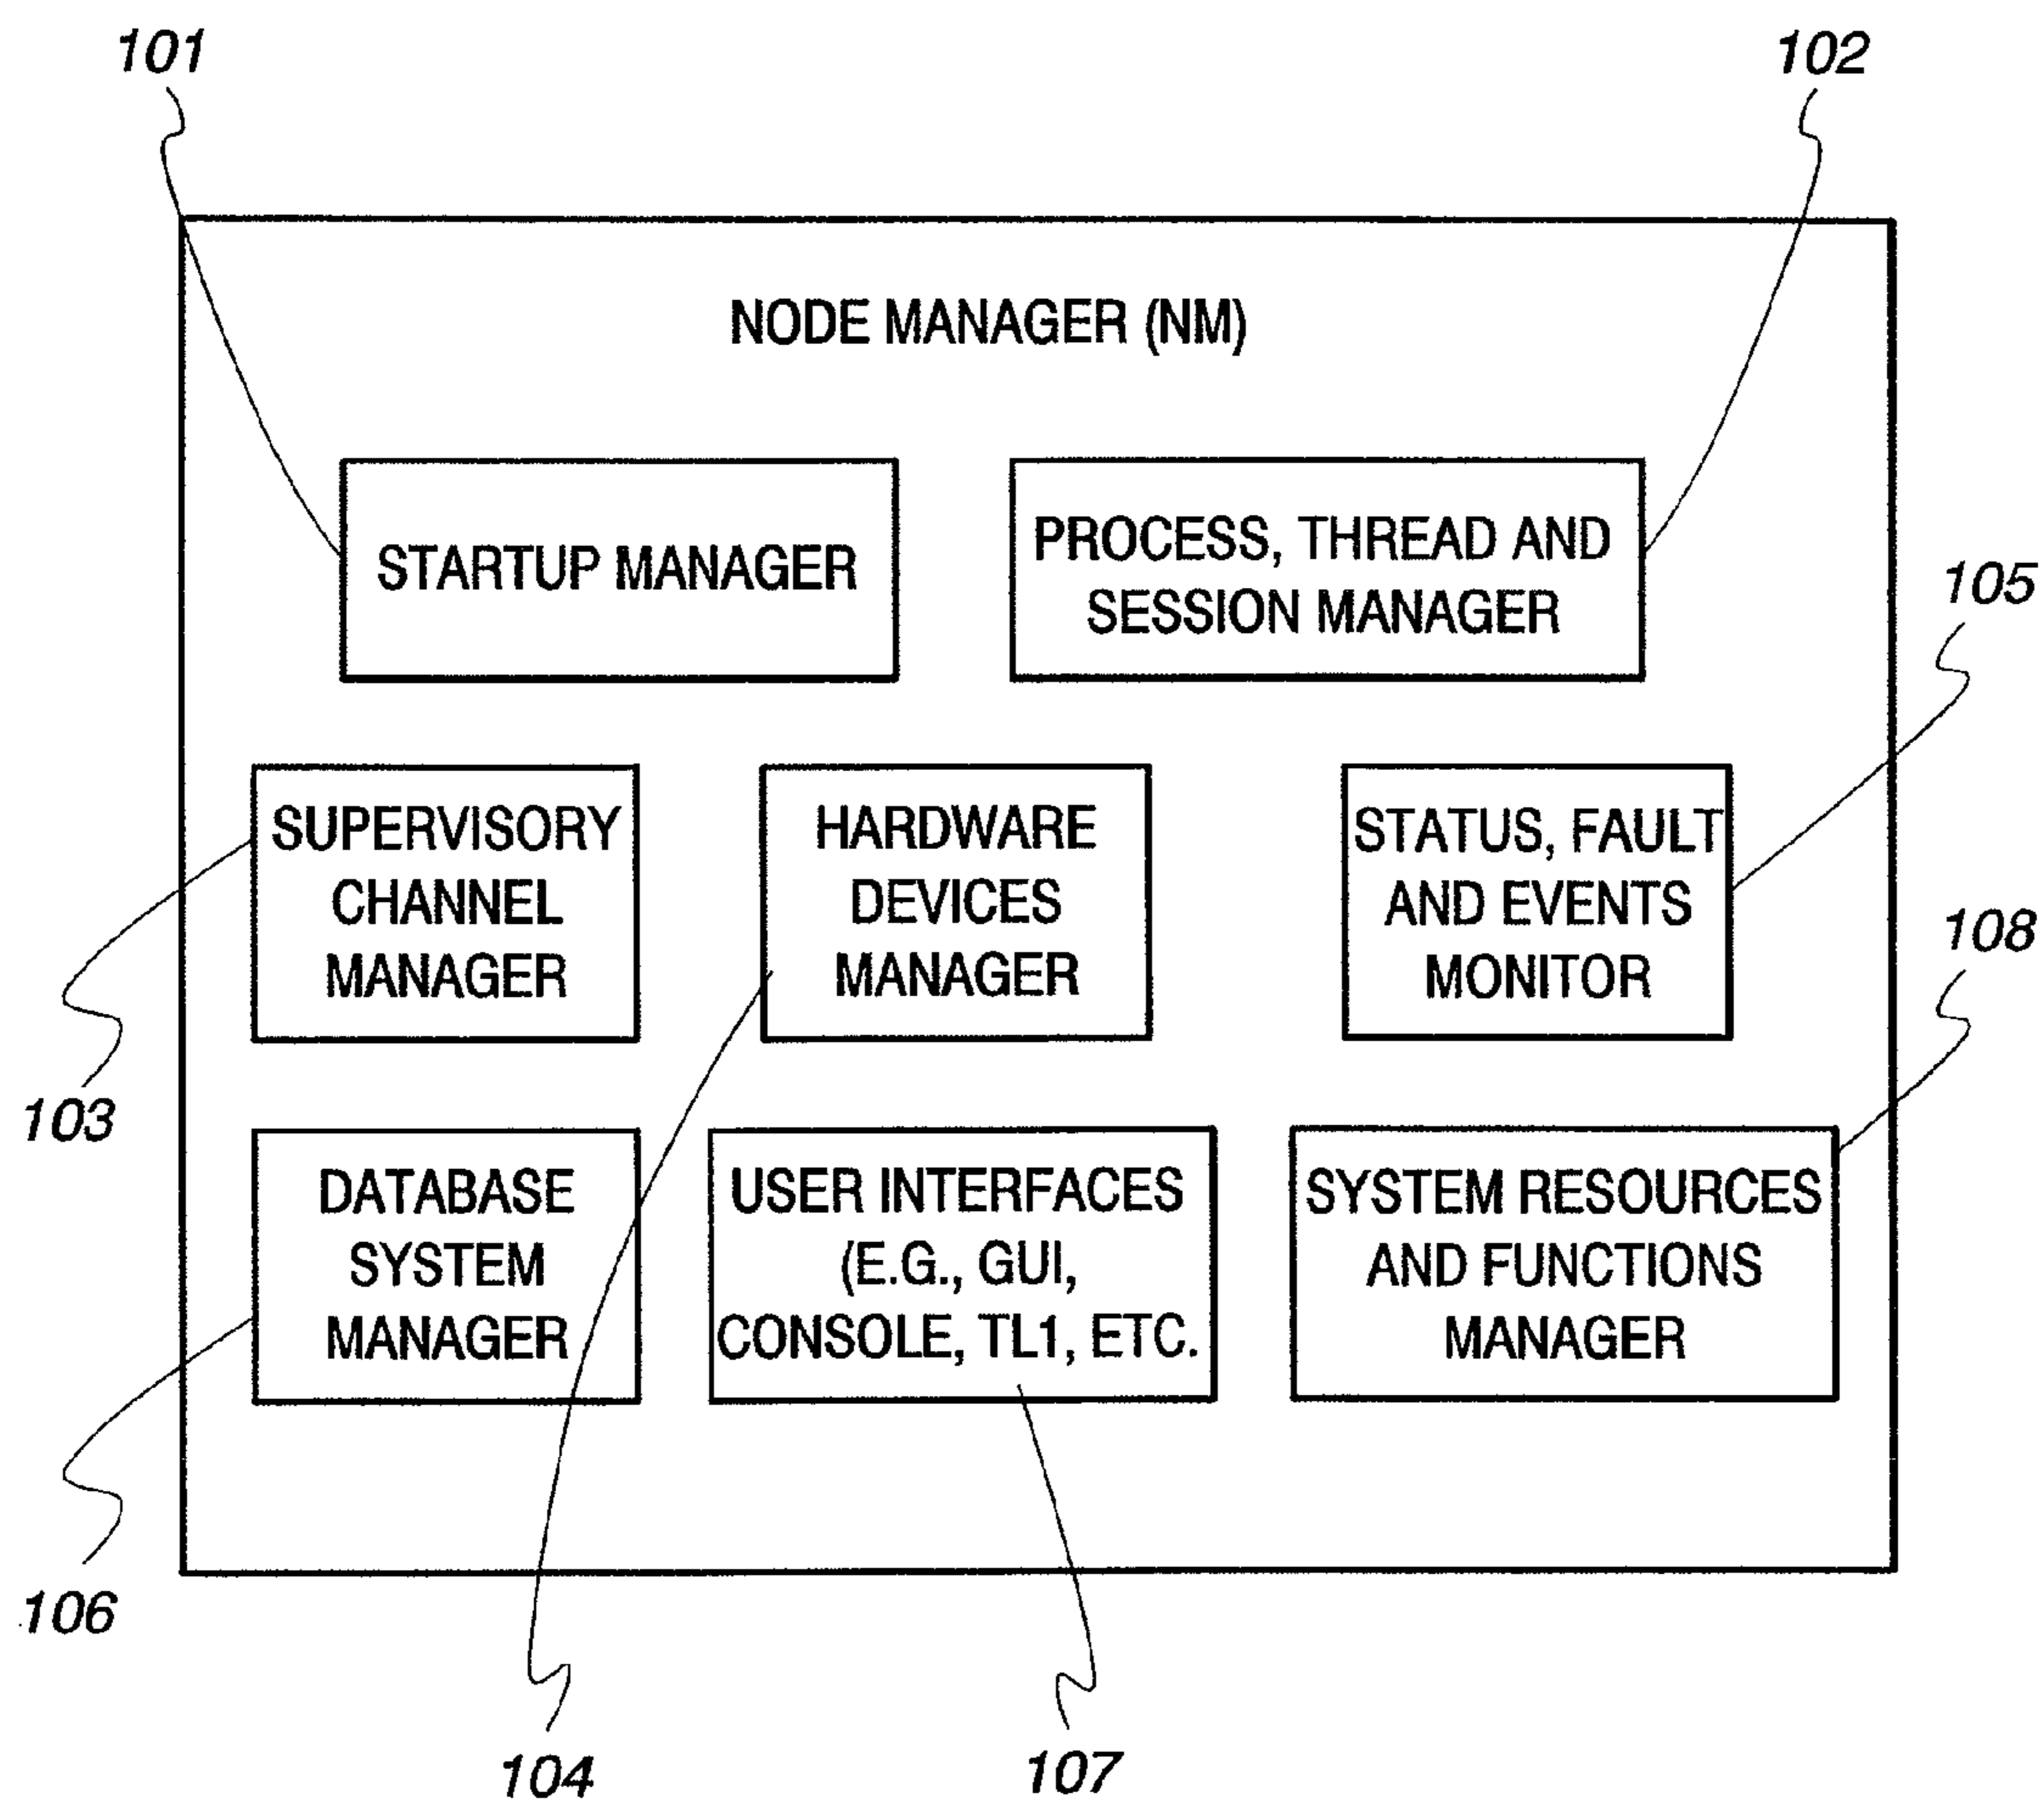 101
102
NODE MANAGER (NM)
STARTUP MANAGER
PROCESS, THREAD AND
SESSION MANAGER
105
SUPERVISORY
CHANNEL
MANAGER
HARDWARE
DEVICES
MANAGER
STATUS, FAULT
AND EVENTS
MONITOR
108
103
DATABASE
SYSTEM
MANAGER
USER INTERFACES
(E.G., GUI,
CONSOLE, TL1, ETC.
SYSTEM RESOURCES
AND FUNCTIONS
MANAGER
106
104
107